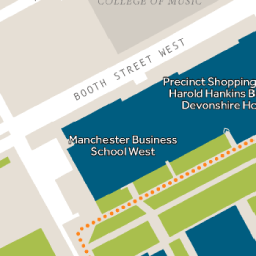 COLLEGE OF MUSIC
BOOTH STREET WEST
Precinct Shopping
Harold Hankins B
Devonshire Ho
Manchester Business
School West